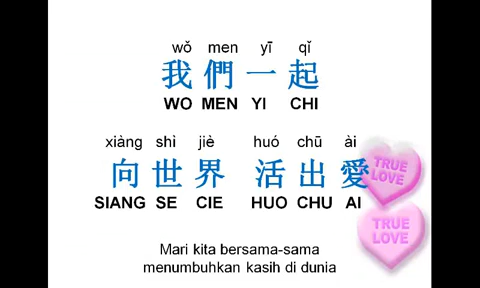 wǒ men yī qǐ
我們一起
WO MEN YI CHI
xiàng shì jiè huó chū ài
向世界 活出愛
SIANG SE CIE HUO CHU AI
TRUE
LOVE
TRUE
LOVE
Mari kita bersama-sama
menumbuhkan kasih di dunia